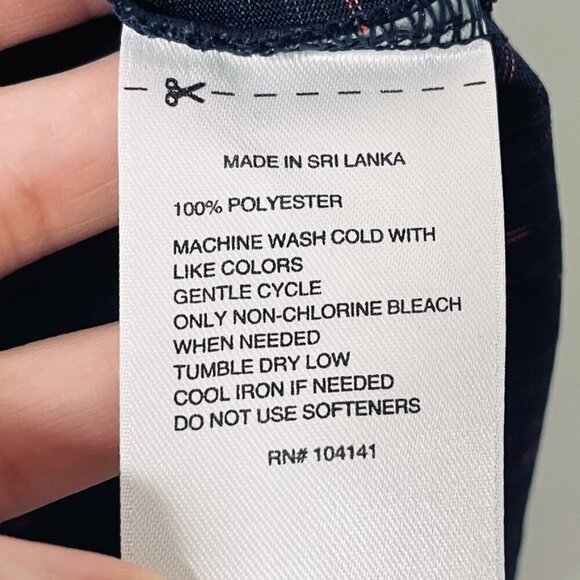 MADE IN SRI LANKA
100% POLYESTER
MACHINE WASH COLD WITH
LIKE COLORS
GENTLE CYCLE
ONLY NON-CHLORINE BLEACH
WHEN NEEDED
TUMBLE DRY LOW
COOL IRON IF NEEDED
DO NOT USE SOFTENERS
RN# 104141